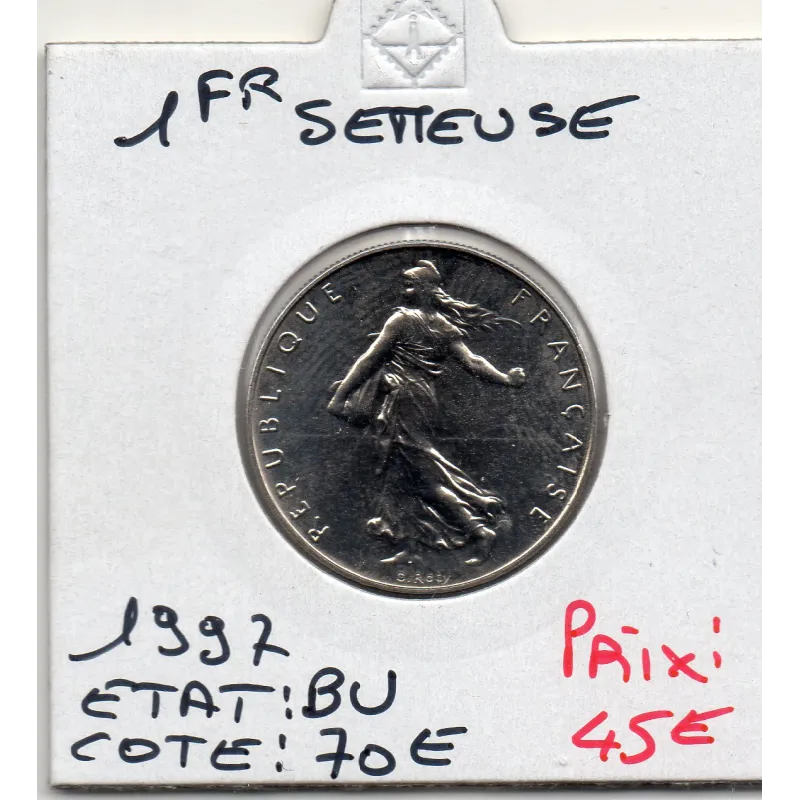 1 FR SEMEUSE
REPUBLIQUE FRANÇAISE
O. Roty
1997
ETAT: BU
COTE: 70E
PRIX:
45E